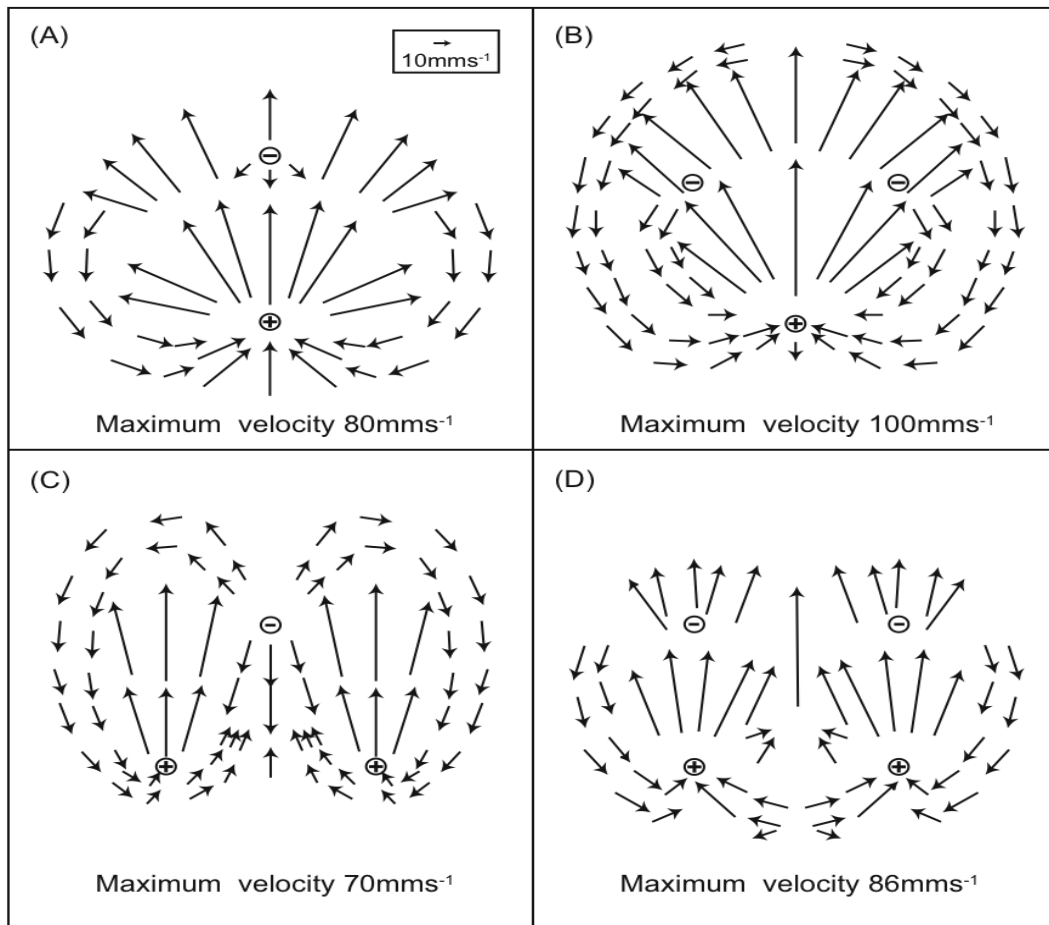 (A)
10mms⁻¹
Maximum velocity 80mms⁻¹
(B)
Maximum velocity 100mms⁻¹
(C)
Maximum velocity 70mms⁻¹
(D)
Maximum velocity 86mms⁻¹